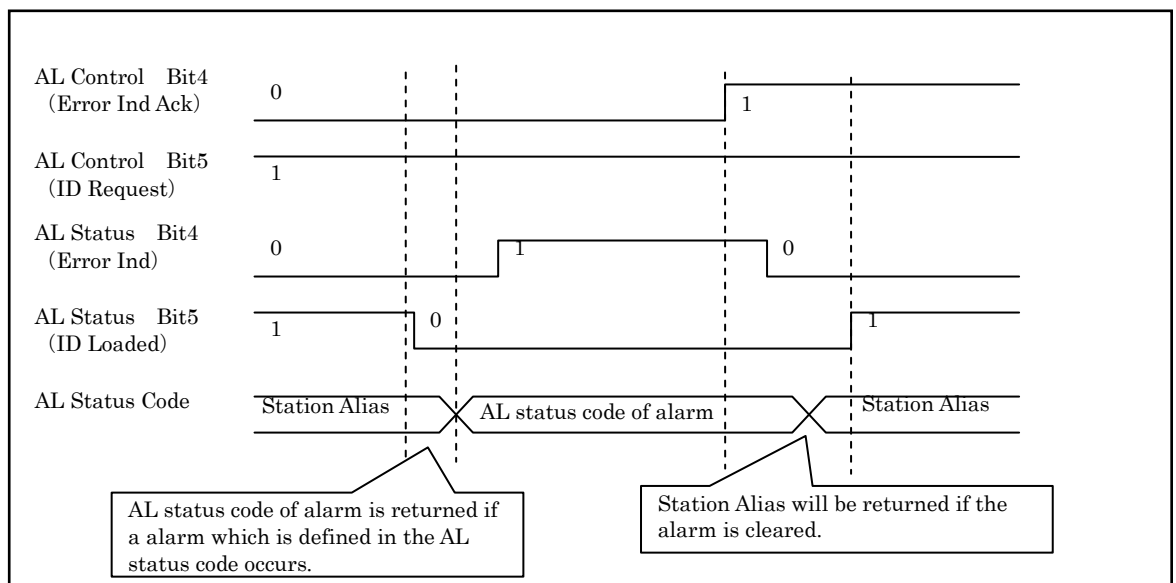 AL Control Bit4
（Error Ind Ack）
0
1
AL Control Bit5
（ID Request）
1
AL Status Bit4
（Error Ind）
0
1
0
AL Status Bit5
（ID Loaded）
1
0
1
AL Status Code
Station Alias
AL status code of alarm
Station Alias
AL status code of alarm is returned if
a alarm which is defined in the AL
status code occurs.
Station Alias will be returned if the
alarm is cleared.